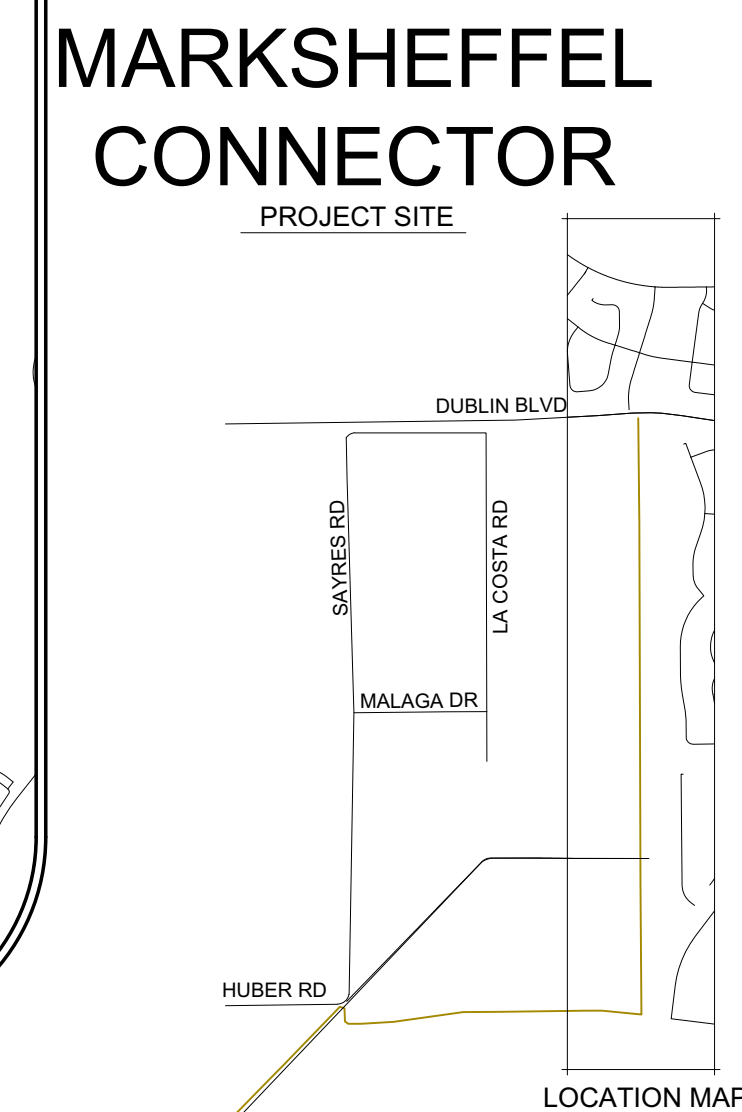 MARKSHEFFEL
CONNECTOR
PROJECT SITE
DUBLIN BLVD
SAYRES RD
LA COSTA RD
MALAGA DR
HUBER RD
LOCATION MAP